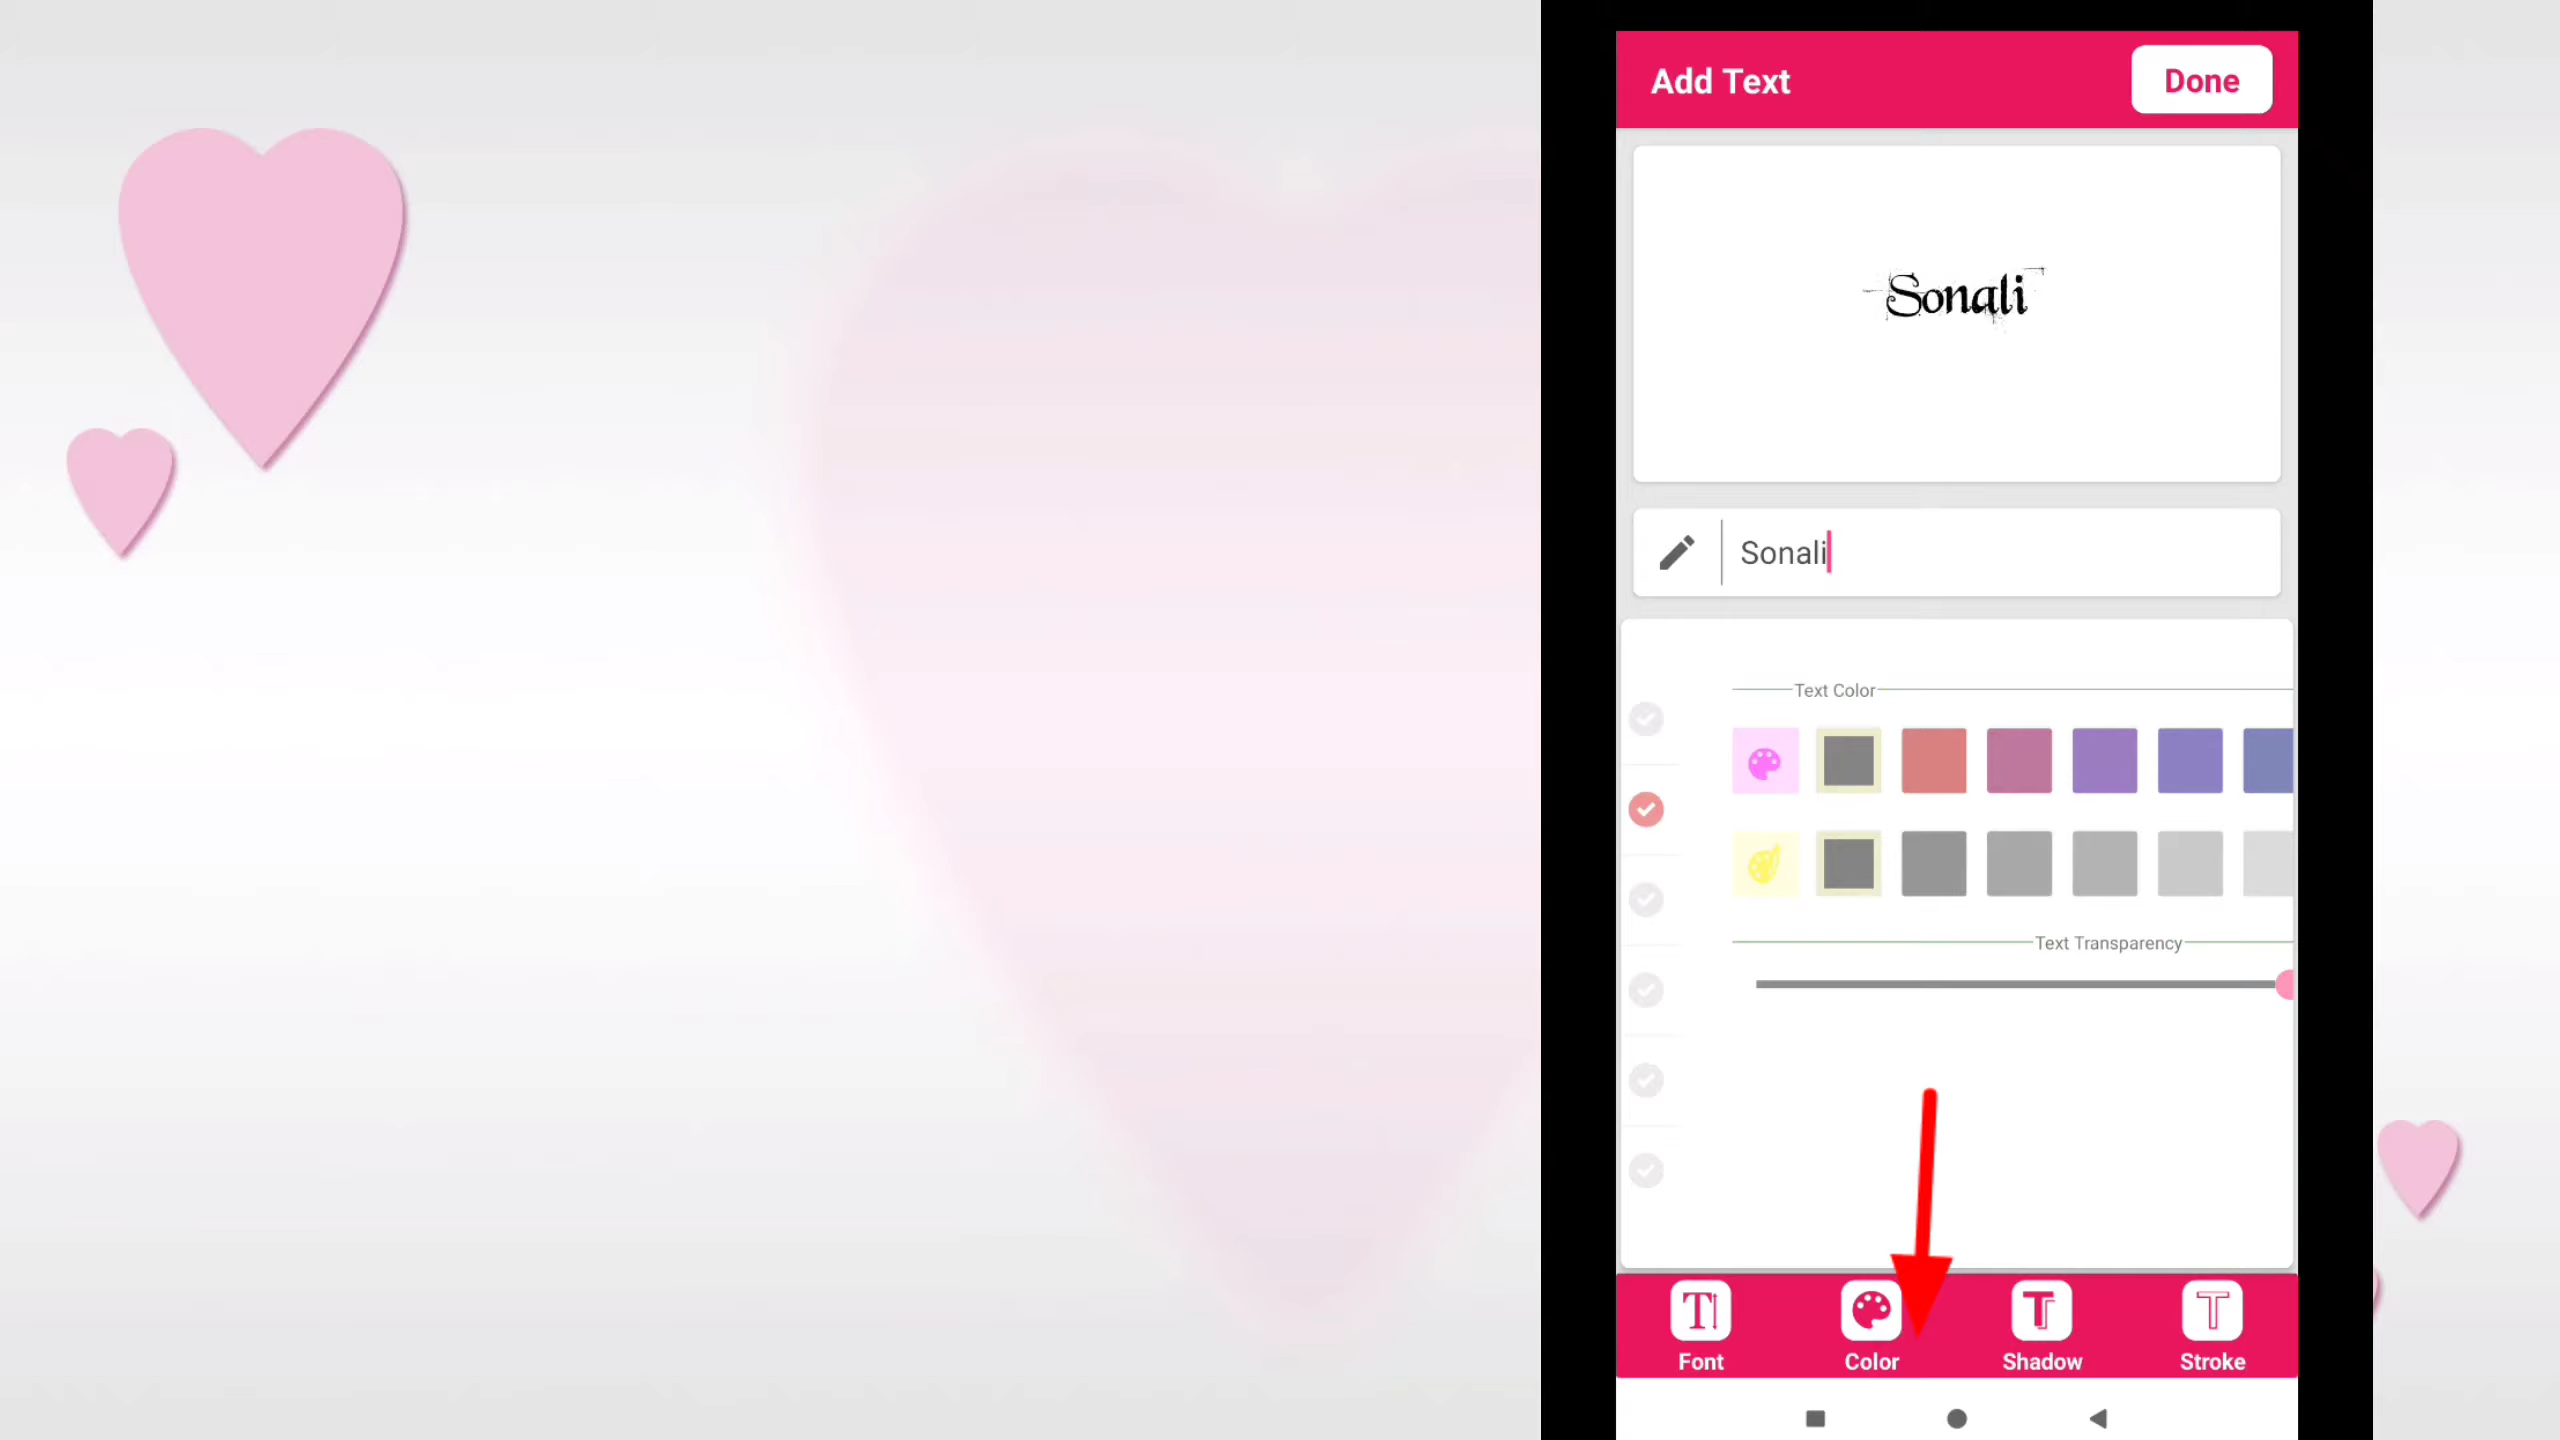 Add Text
Done
Sonali
Sonali
Text Color
Text Transparency
Font
Color
Shadow
Stroke